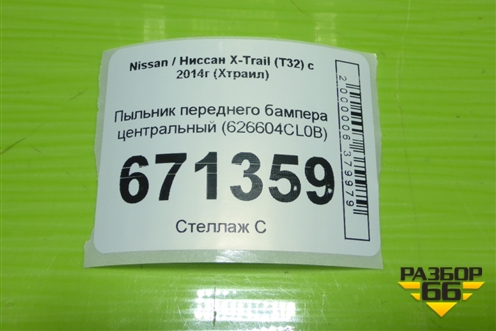 Nissan / Ниссан X-Trail (T32) с
2014г (Хтраил)
Пыльник переднего бампера
центральный (626604CL0B)
671359
Стеллаж С
2000006379979
РАЗБОР
66